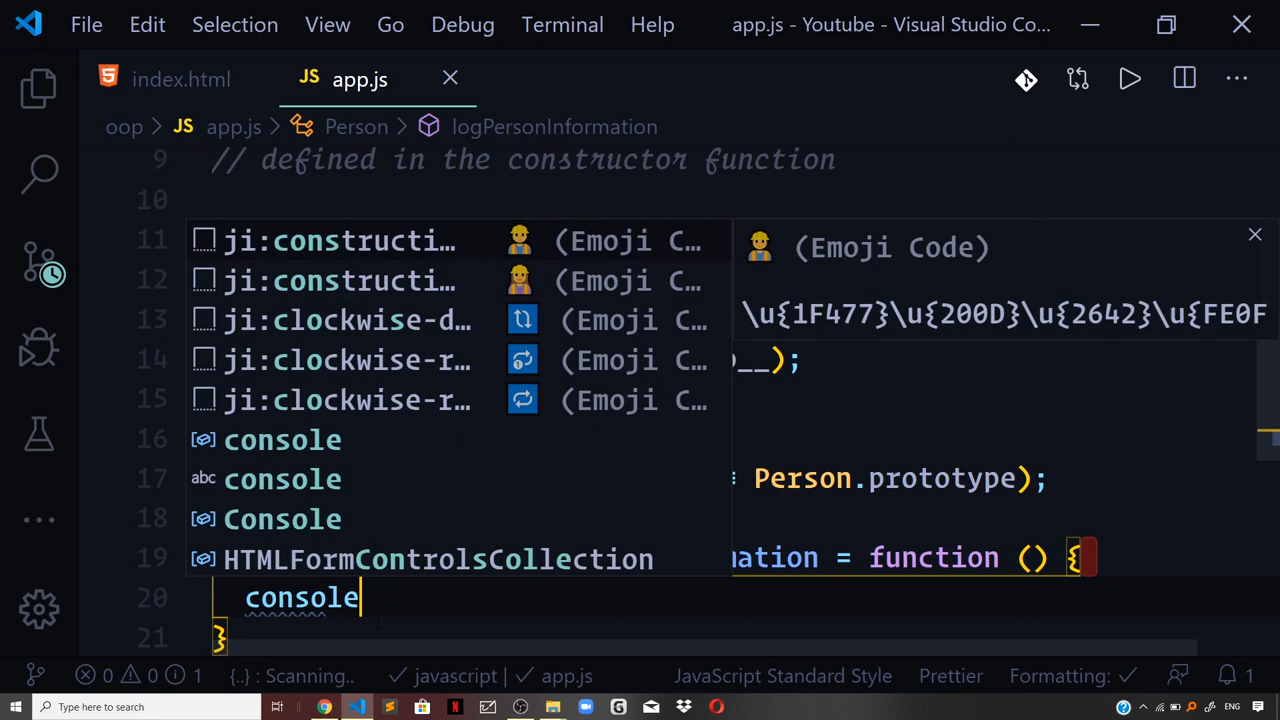 File Edit Selection View Go Debug Terminal Help app.js - Youtube - Visual Studio Co...
index.html JS app.js
oop JS app.js Person logPersonInformation
9 // defined in the constructor function
10
11 ji:constructi... (Emoji C... (Emoji Code)
12 ji:constructi... (Emoji C...
13 ji:clockwise-d... (Emoji C... \u{1F477}\u{200D}\u{2642}\u{FE0F
14 ji:clockwise-r... (Emoji C... __);
15 ji:clockwise-r... (Emoji C...
16 console
17 abc console = Person.prototype);
18 Console
19 HTMLFormControlsCollection mation = function () {
20 console
21 }
0 0 1 {..} : Scanning.. javascript | app.js JavaScript Standard Style Prettier Formatting: 1
Type here to search ENG